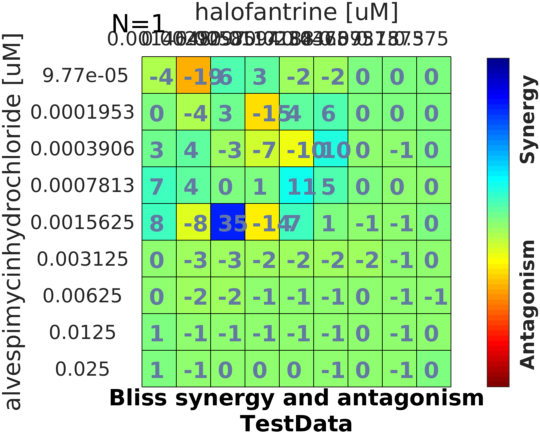 halofantrine [uM]
N=1
alvespimycinhydrochloride [uM]
9.77e-05 -4 -19 6 3 -2 -2 0 0 0
0.0001953 0 -4 3 -15 4 6 0 0 0
0.0003906 3 4 -3 -7 -10 10 0 -1 0
0.0007813 7 4 0 1 11 5 0 0 0
0.0015625 8 -8 35 -14 7 1 -1 -1 0
0.003125 0 -3 -3 -2 -2 -2 -2 -1 0
0.00625 0 -2 -2 -1 -1 -1 0 -1 -1
0.0125 1 -1 -1 -1 -1 -1 0 -1 0
0.025 1 -1 0 0 0 -1 0 -1 0
Synergy
Antagonism
Bliss synergy and antagonism
TestData